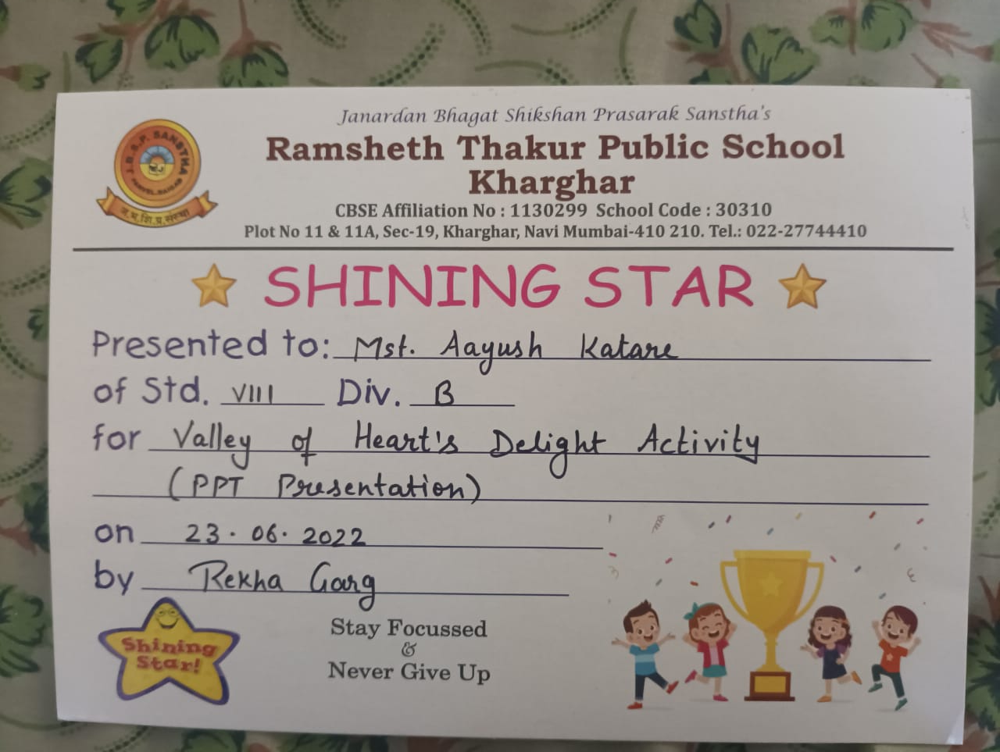 Janardan Bhagat Shikshan Prasarak Sanstha's
Ramsheth Thakur Public School
Kharghar
CBSE Affiliation No : 1130299 School Code : 30310
Plot No 11 & 11A, Sec-19, Kharghar, Navi Mumbai-410 210. Tel.: 022-27744410
J.B.S.P. SANSTHA
PANVEL, RAIGAD
ज.भ.शि.प्र.संस्था
SHINING STAR
Presented to: Mst. Aayush Katare
of Std. VIII Div. B
for Valley of Heart's Delight Activity
(PPT Presentation)
on 23. 06. 2022
by Rekha Garg
Shining
Star!
Stay Focussed
&
Never Give Up